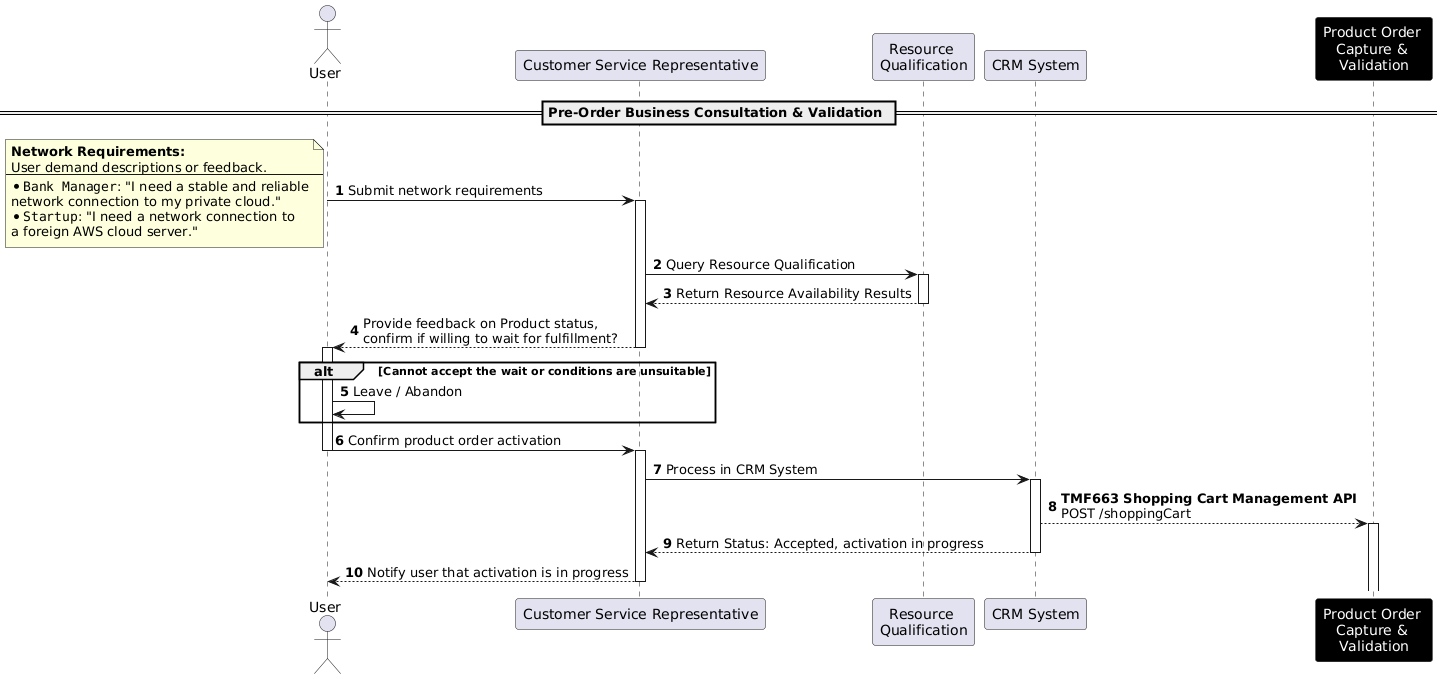 User
Customer Service Representative
Resource
Qualification
CRM System
Product Order
Capture &
Validation
Pre-Order Business Consultation & Validation
Network Requirements:
User demand descriptions or feedback.
• Bank Manager: "I need a stable and reliable
network connection to my private cloud."
• Startup: "I need a network connection to
a foreign AWS cloud server."
1 Submit network requirements
2 Query Resource Qualification
3 Return Resource Availability Results
4 Provide feedback on Product status,
confirm if willing to wait for fulfillment?
alt [Cannot accept the wait or conditions are unsuitable]
5 Leave / Abandon
6 Confirm product order activation
7 Process in CRM System
8 TMF663 Shopping Cart Management API
POST /shoppingCart
9 Return Status: Accepted, activation in progress
10 Notify user that activation is in progress
User
Customer Service Representative
Resource
Qualification
CRM System
Product Order
Capture &
Validation